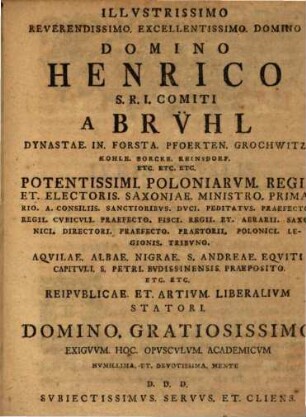 ILLVSTRISSIMO
REVERENDISSIMO. EXCELLENTISSIMO. DOMINO
DOMINO
HENRICO
S. R. I. COMITI
A BRVHL
DYNASTAE. IN. FORSTA. PFOERTEN. GROCHWITZ
KOHLE. BORCKE. REINSDORF.
ETC. ETC. ETC.
POTENTISSIMI. POLONIARVM. REGI
ET. ELECTORIS. SAXONIAE. MINISTRO. PRIMA
RIO. A. CONSILIIS. SANCTIORIBVS. DVCI. PEDITATVS. PRAEFECTO
REGII. CVBICVLI. PRAEFECTO. FISCI. REGII. ET. AERARII. SAXO
NICI. DIRECTORI. PRAEFECTO. PRAETORII. POLONICI. LE-
GIONIS. TRIBVNO.
AQVILAE. ALBAE. NIGRAE. S. ANDREAE. EQVITI
CAPITVLI. S. PETRI. BVDISSINENSIS. PRAEPOSITO.
ETC. ETC.
REIPVBLICAE. ET. ARTIVM. LIBERALIVM
STATORI.
DOMINO. GRATIOSISSIMO
EXIGVVM. HOC. OPVSCVLVM. ACADEMICVM
HVMILLIMA. ET. DEVOTISSIMA. MENTE
D. D. D.
SVBIECTISSIMVS. SERVVS. ET. CLIENS.